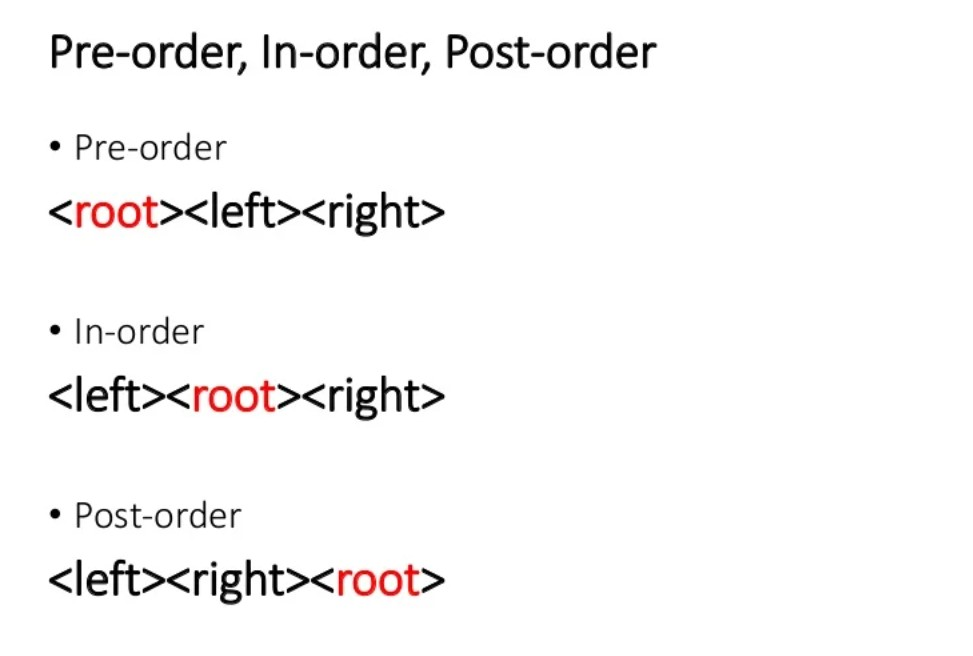 Pre-order, In-order, Post-order
• Pre-order
<root><left><right>
• In-order
<left><root><right>
• Post-order
<left><right><root>